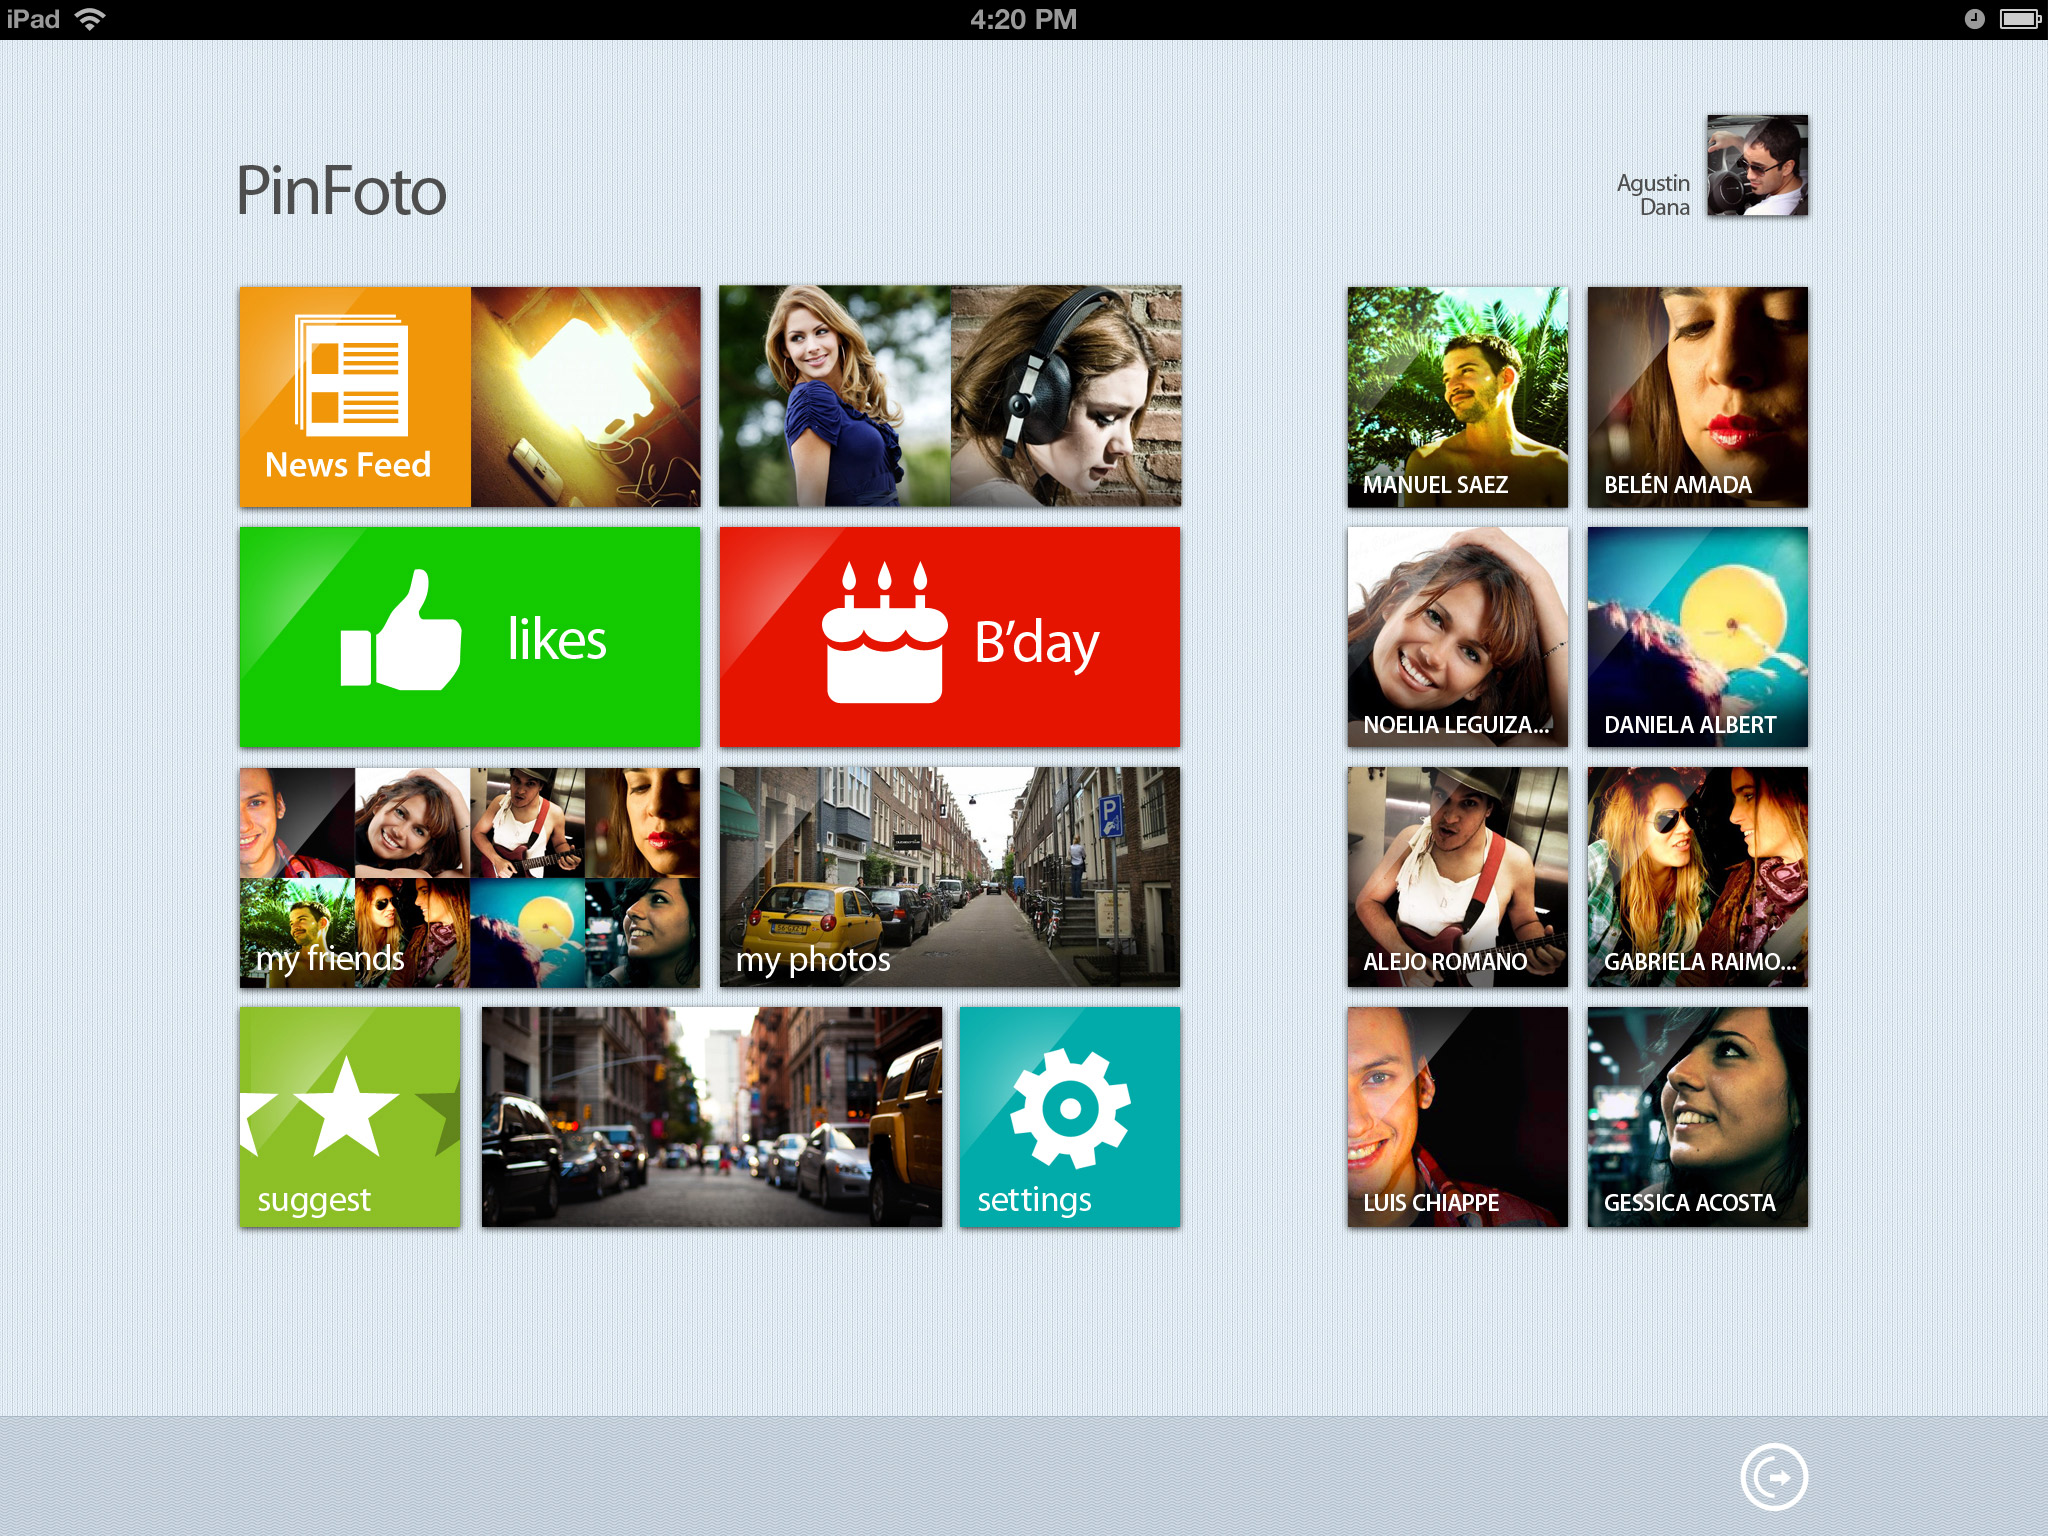 iPad
4:20 PM
PinFoto
Agustin
Dana
News Feed
likes
B'day
my friends
my photos
P
suggest
settings
MANUEL SAEZ
BELÉN AMADA
NOELIA LEGUIZA...
DANIELA ALBERT
ALEJO ROMANO
GABRIELA RAIMO...
LUIS CHIAPPE
GESSICA ACOSTA